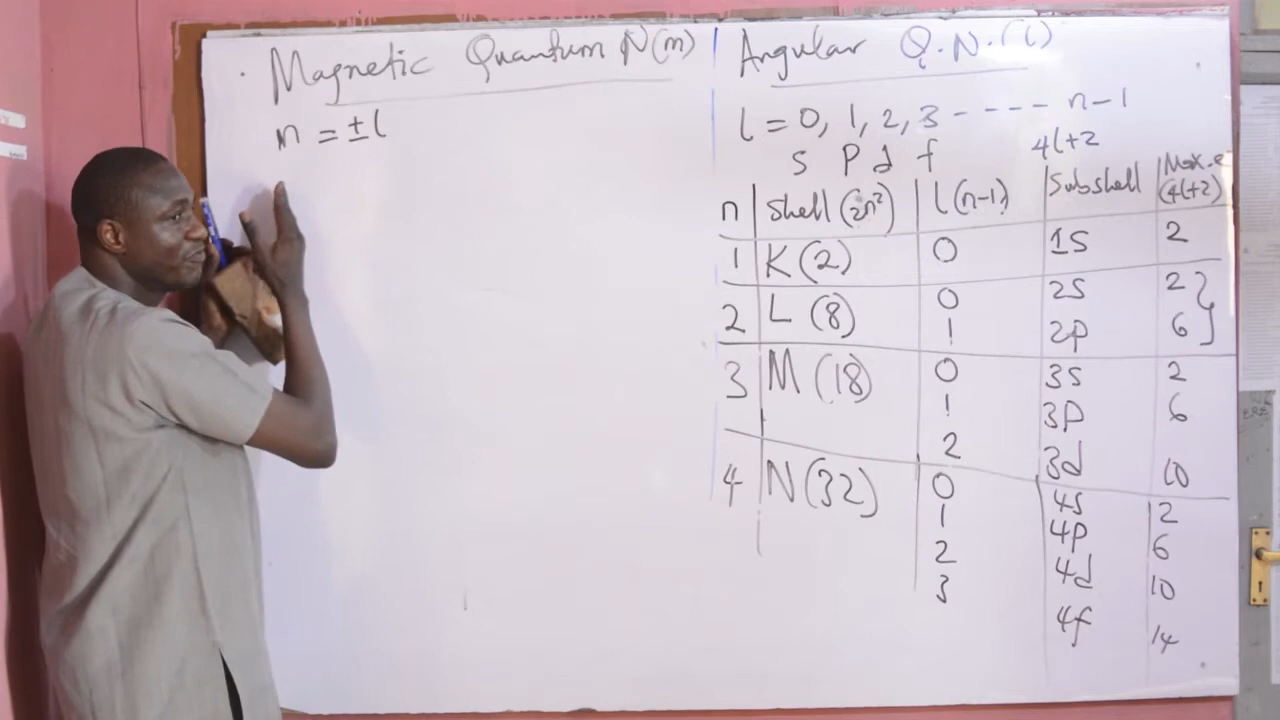 Magnetic Quantum N(m)
n = ±l
Angular Q.N.(l)
l = 0, 1, 2, 3 - - - - n-1
s p d f 4l+2
n Shell (2n²) l(n-1) Subshell Max.e (4l+2)
1 K(2) 0 1s 2
2 L (8) 0 2s 2
1 2p 6
3 M (18) 0 3s 2
1 3p 6
2 3d 10
4 N(32) 0 4s 2
1 4p 6
2 4d 10
3 4f 14